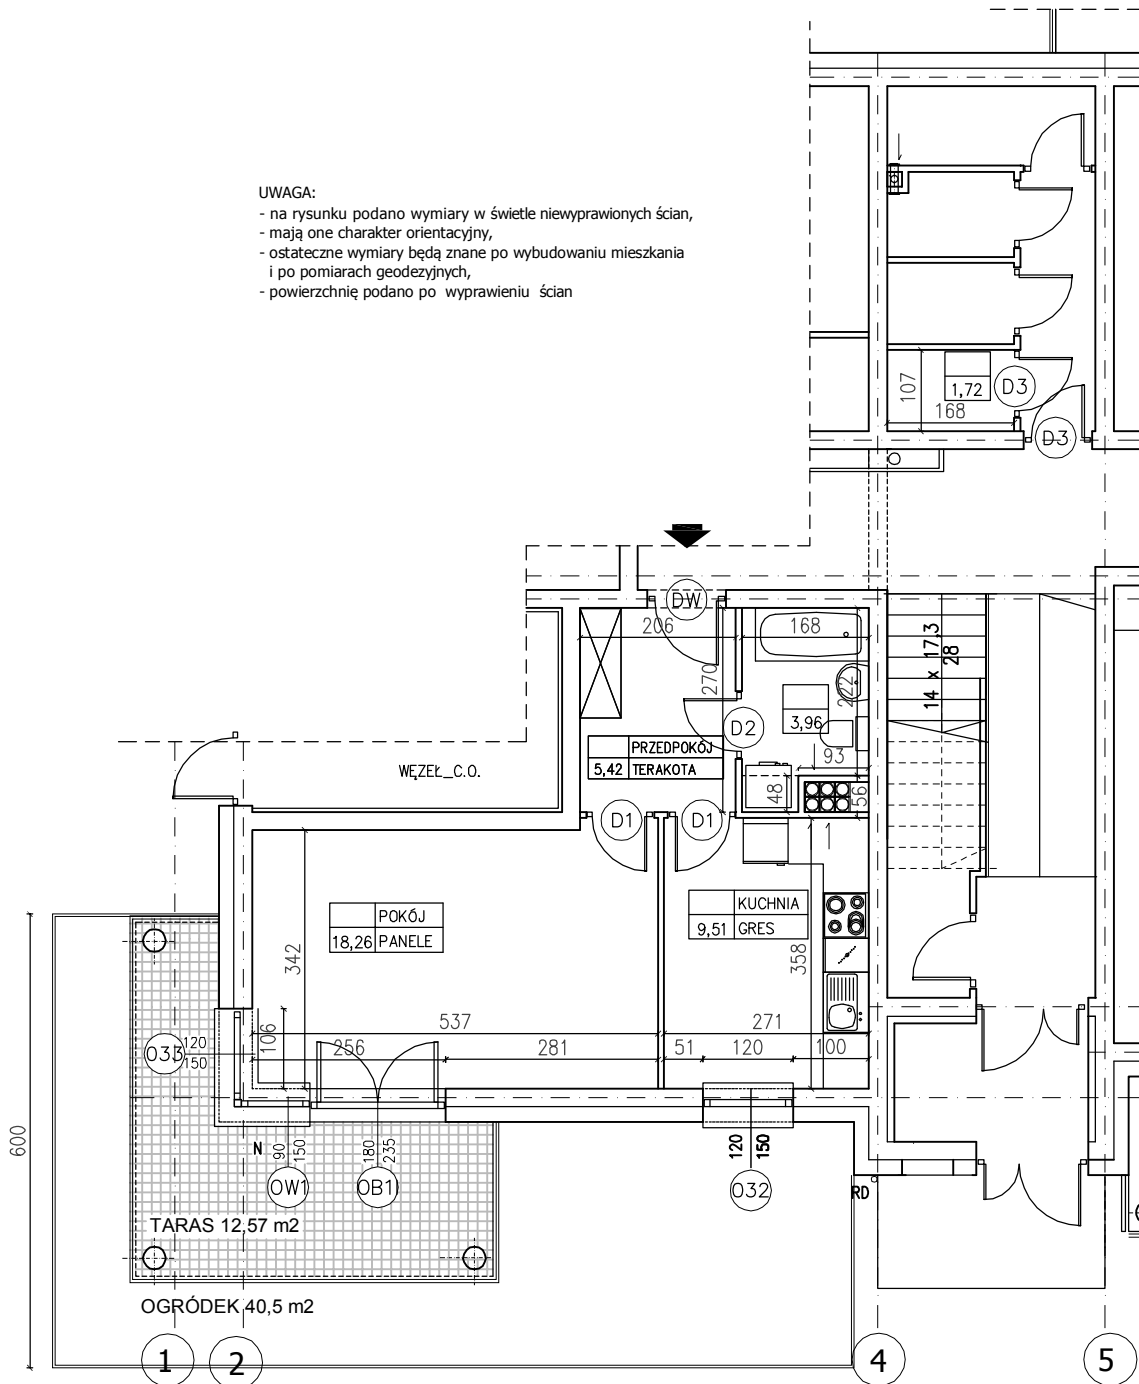 UWAGA:
- na rysunku podano wymiary w świetle niewyprawionych ścian,
- mają one charakter orientacyjny,
- ostateczne wymiary będą znane po wybudowaniu mieszkania
i po pomiarach geodezyjnych,
- powierzchnię podano po wyprawieniu ścian
107
1,72
D3
168
D3
DW
206
168
14 x 17,3
28
270
222
D2
3,96
PRZEDPOKÓJ
5,42 TERAKOTA
93
WĘZEŁ_C.O.
48
56
D1
D1
POKÓJ
18,26 PANELE
KUCHNIA
9,51 GRES
342
358
537
271
106
256
281
51
120
100
O33
120
150
600
N
90
150
180
235
120
150
OW1
OB11
O32
RD
TARAS 12,57 m2
OGRÓDEK 40,5 m2
1
2
4
5